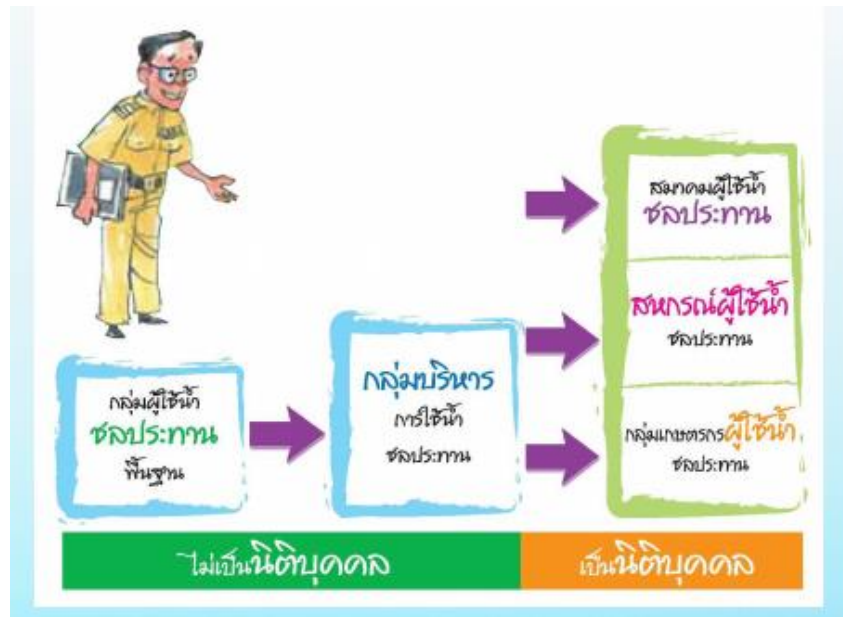 กลุ่มผู้ใช้น้ำ
ชลประทาน
พื้นฐาน
กลุ่มบริหาร
การใช้น้ำ
ชลประทาน
สมาคมผู้ใช้น้ำ
ชลประทาน
สหกรณ์ผู้ใช้น้ำ
ชลประทาน
กลุ่มเกษตรกรผู้ใช้น้ำ
ชลประทาน
ไม่เป็นนิติบุคคล
เป็นนิติบุคคล